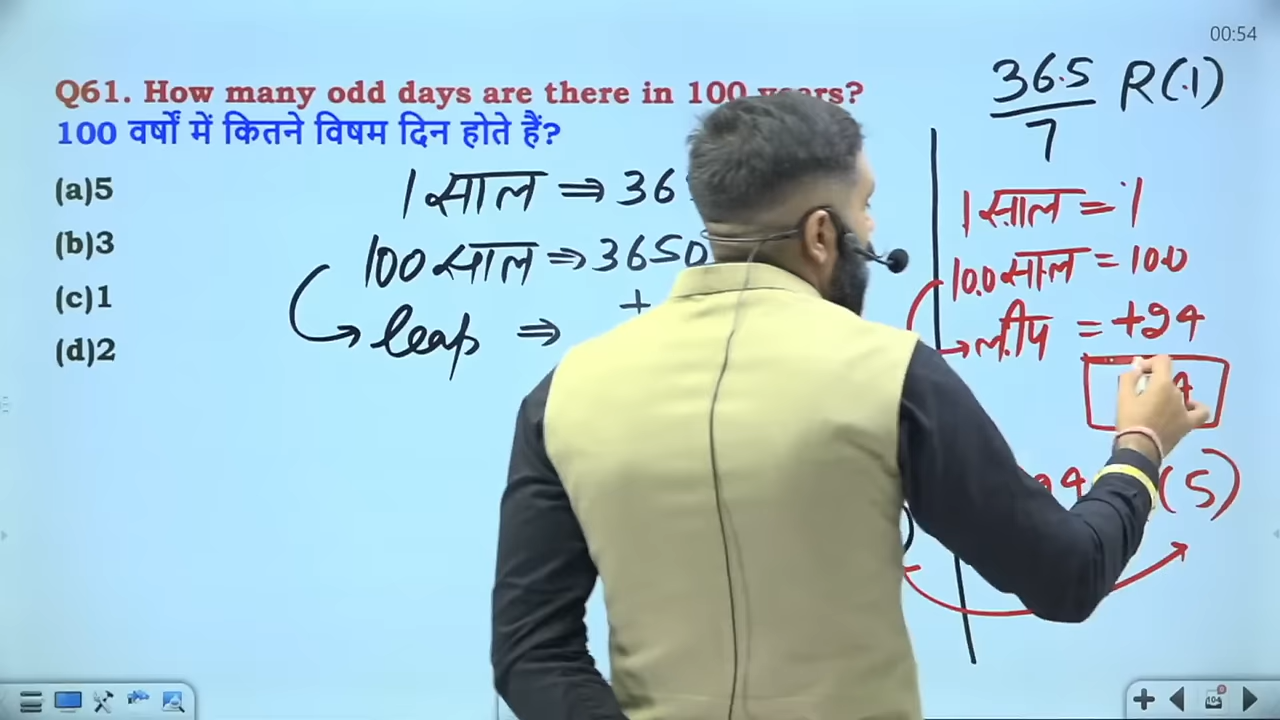 00:54
Q61. How many odd days are there in 100 years?
100 वर्षों में कितने विषम दिन होते हैं?
(a)5
(b)3
(c)1
(d)2
1 साल ⇒ 36
100 साल ⇒ 3650
+
leap ⇒
365
7
R(1)
1 साल = 1
100 साल = 100
लीप = +24
(5)